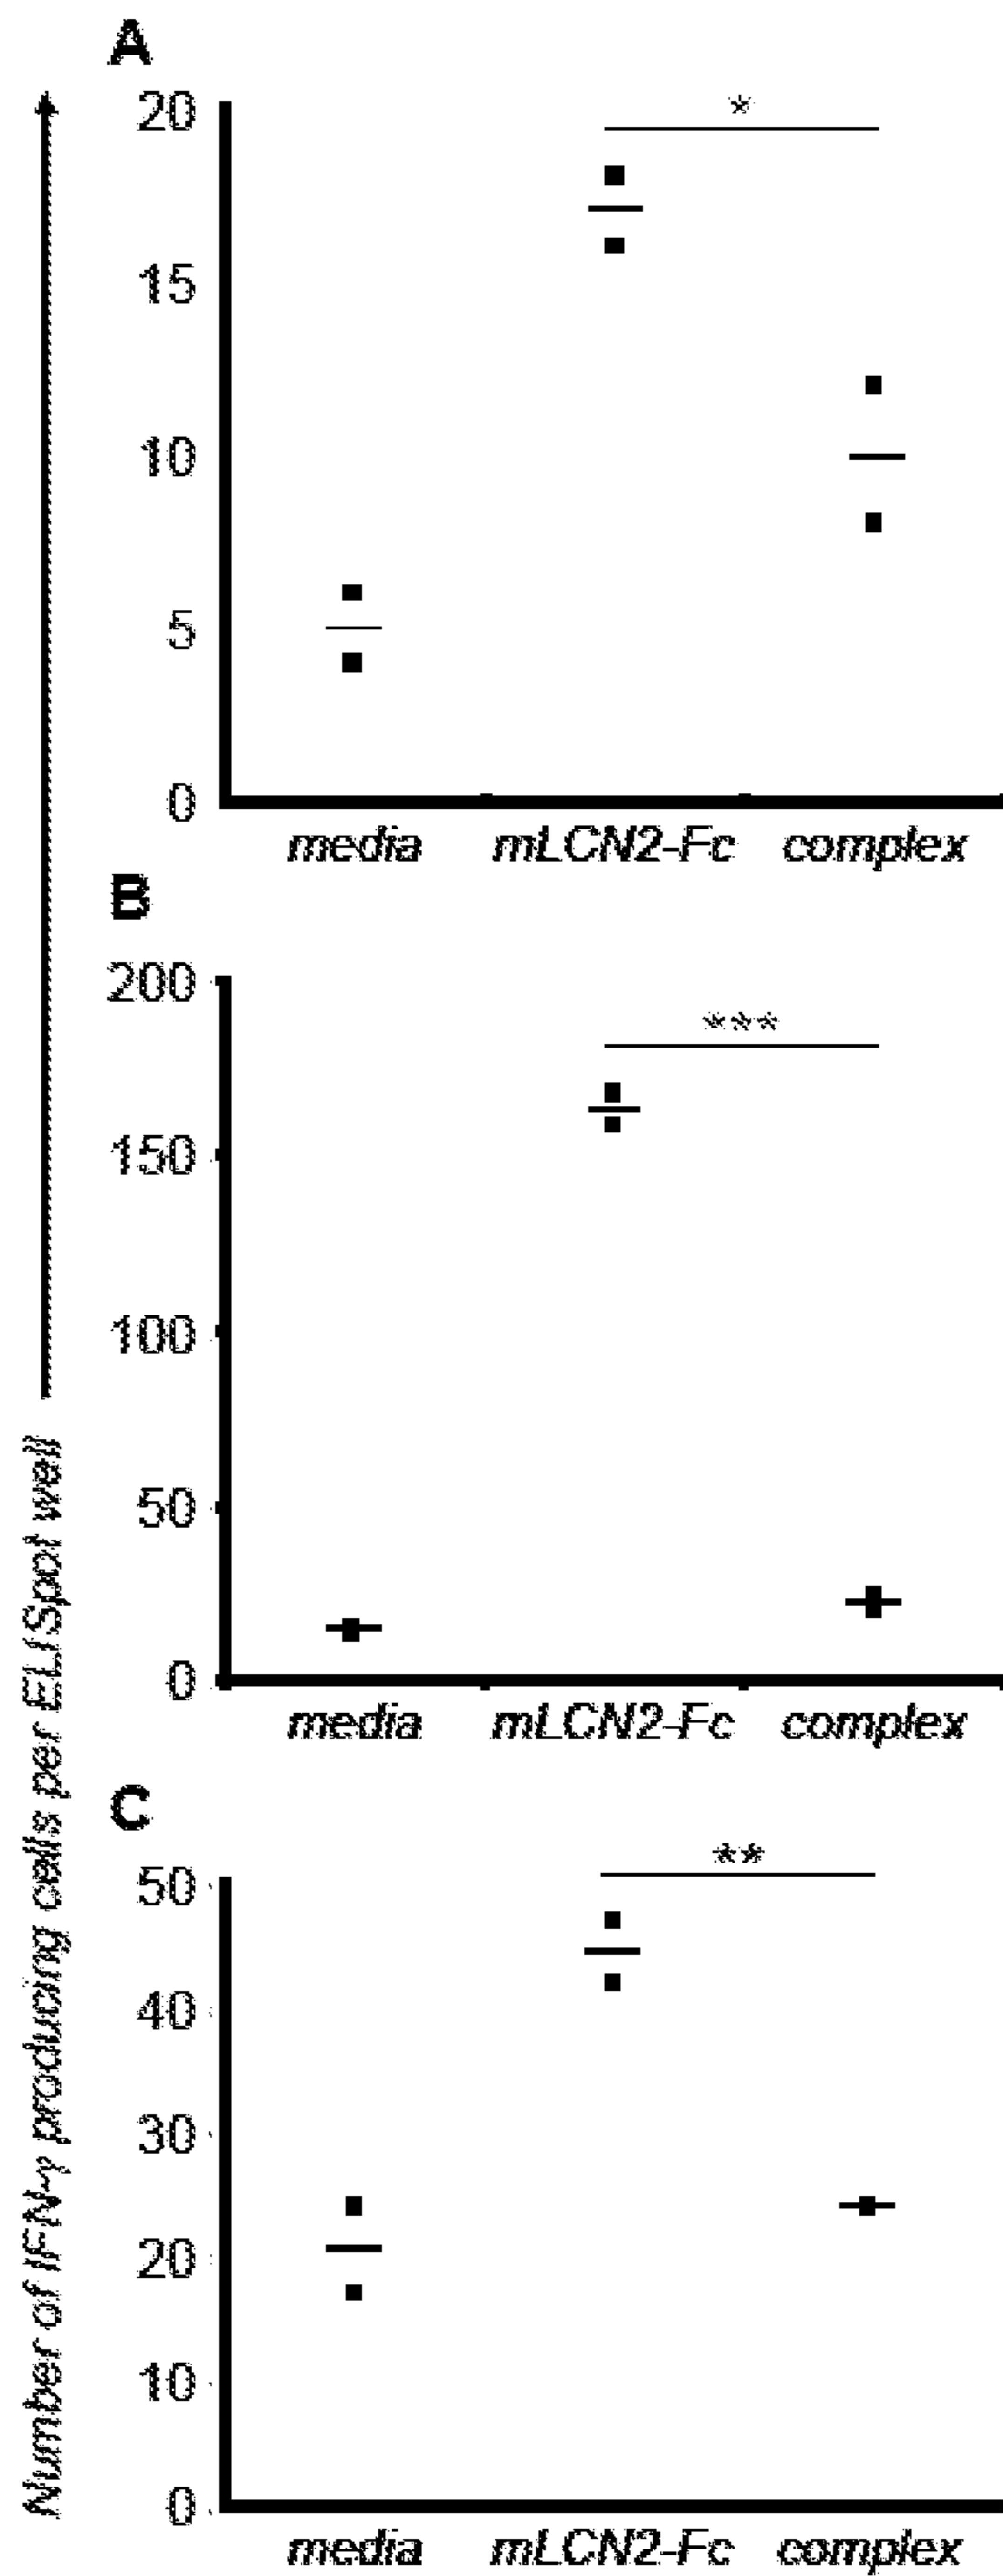 A
20
*
15
10
5
0
media mLCN2-Fc complex
B
200
***
150
100
50
0
media mLCN2-Fc complex
C
50
**
40
30
20
10
0
media mLCN2-Fc complex
Number of IFN-γ producing cells per ELISpot well